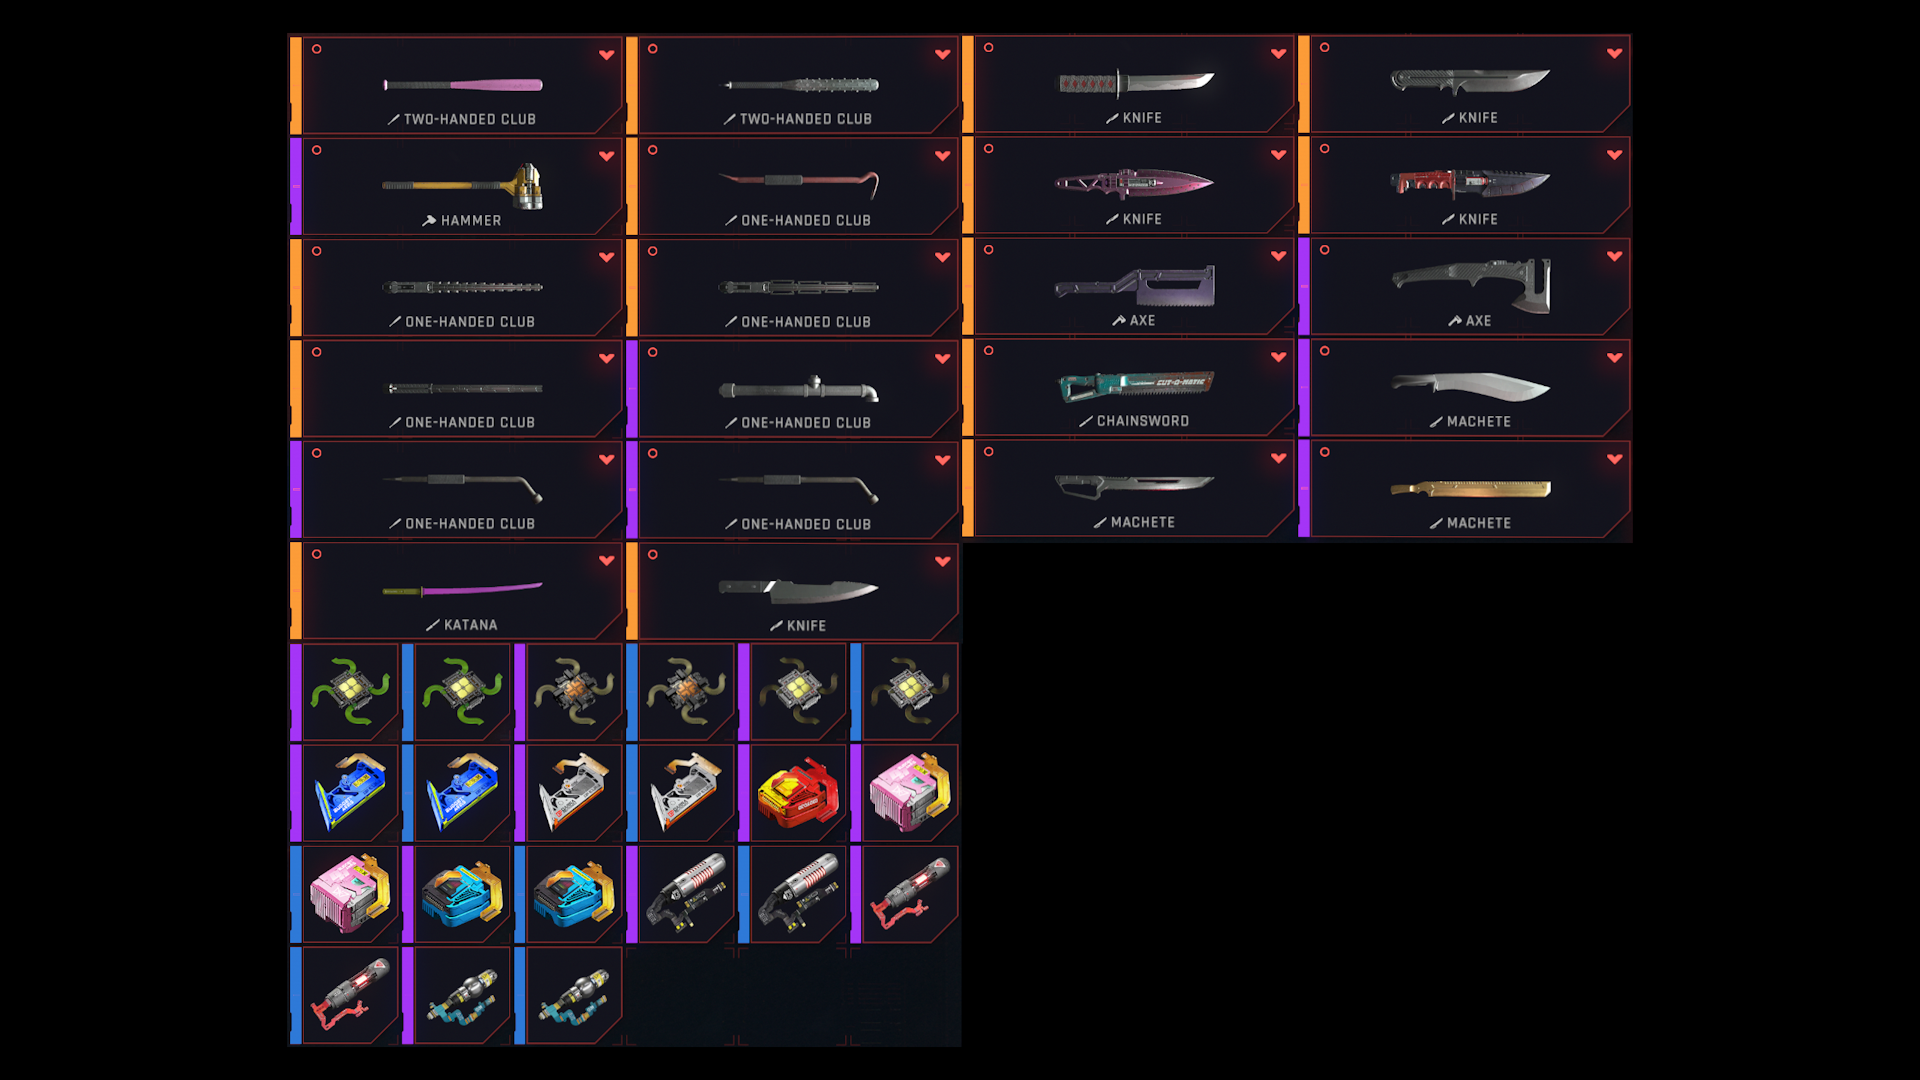 TWO-HANDED CLUB
TWO-HANDED CLUB
KNIFE
KNIFE
HAMMER
ONE-HANDED CLUB
KNIFE
KNIFE
ONE-HANDED CLUB
ONE-HANDED CLUB
AXE
AXE
ONE-HANDED CLUB
ONE-HANDED CLUB
CUT-O-MATIC
CHAINSWORD
MACHETE
ONE-HANDED CLUB
ONE-HANDED CLUB
MACHETE
MACHETE
KATANA
KNIFE